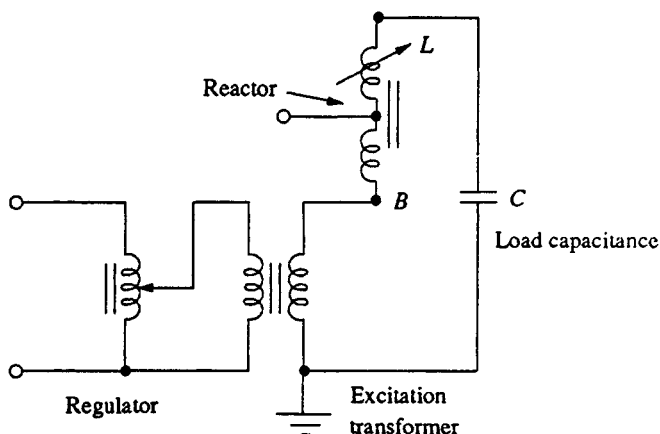 L
Reactor
B
C
Load capacitance
Regulator
Excitation
transformer